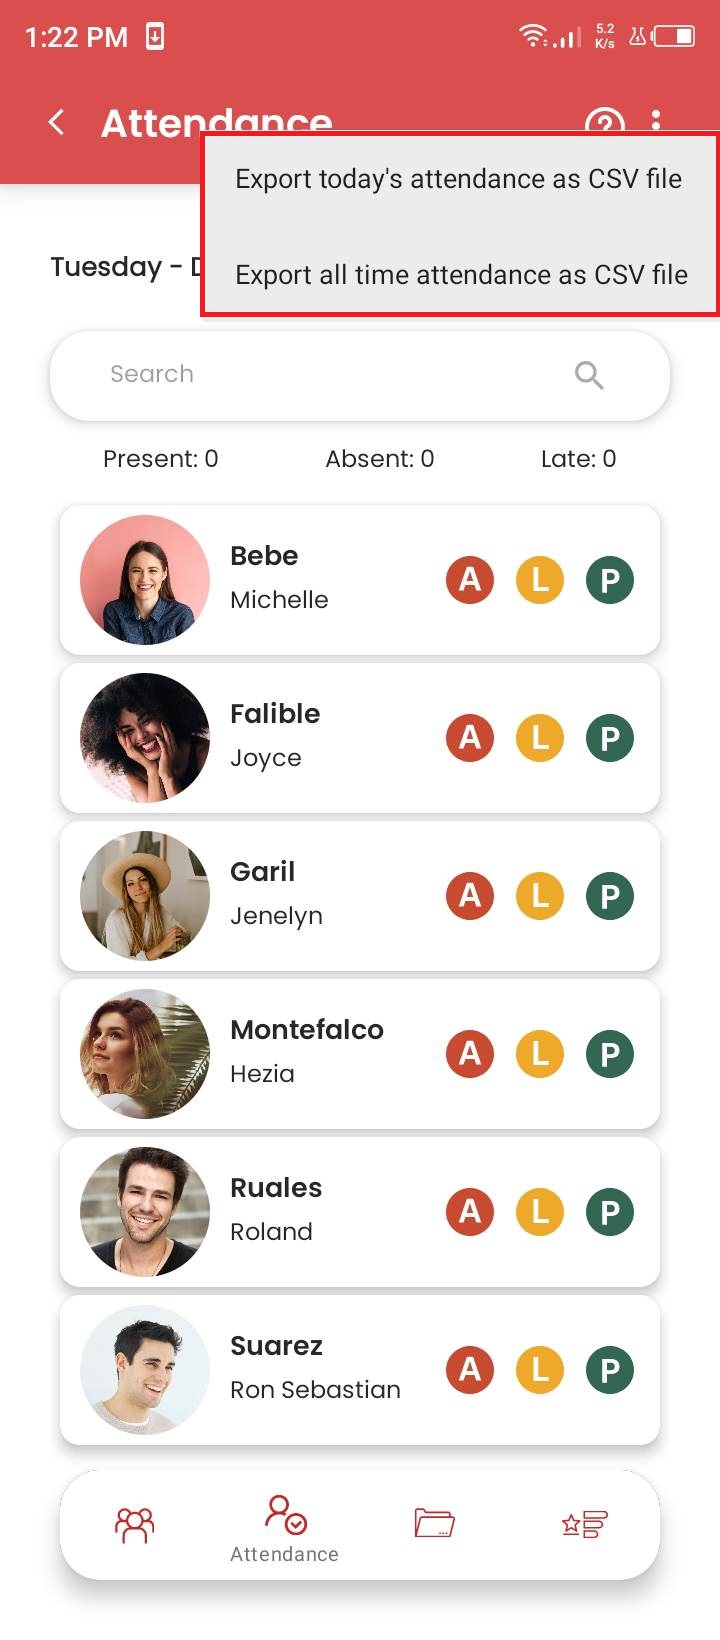 1:22 PM 5.2 K/s
Attendance
Export today's attendance as CSV file
Tuesday -
Export all time attendance as CSV file
Search
Present: 0 Absent: 0 Late: 0
Bebe
Michelle
A L P
Falible
Joyce
A L P
Garil
Jenelyn
A L P
Montefalco
Hezia
A L P
Ruales
Roland
A L P
Suarez
Ron Sebastian
A L P
Attendance